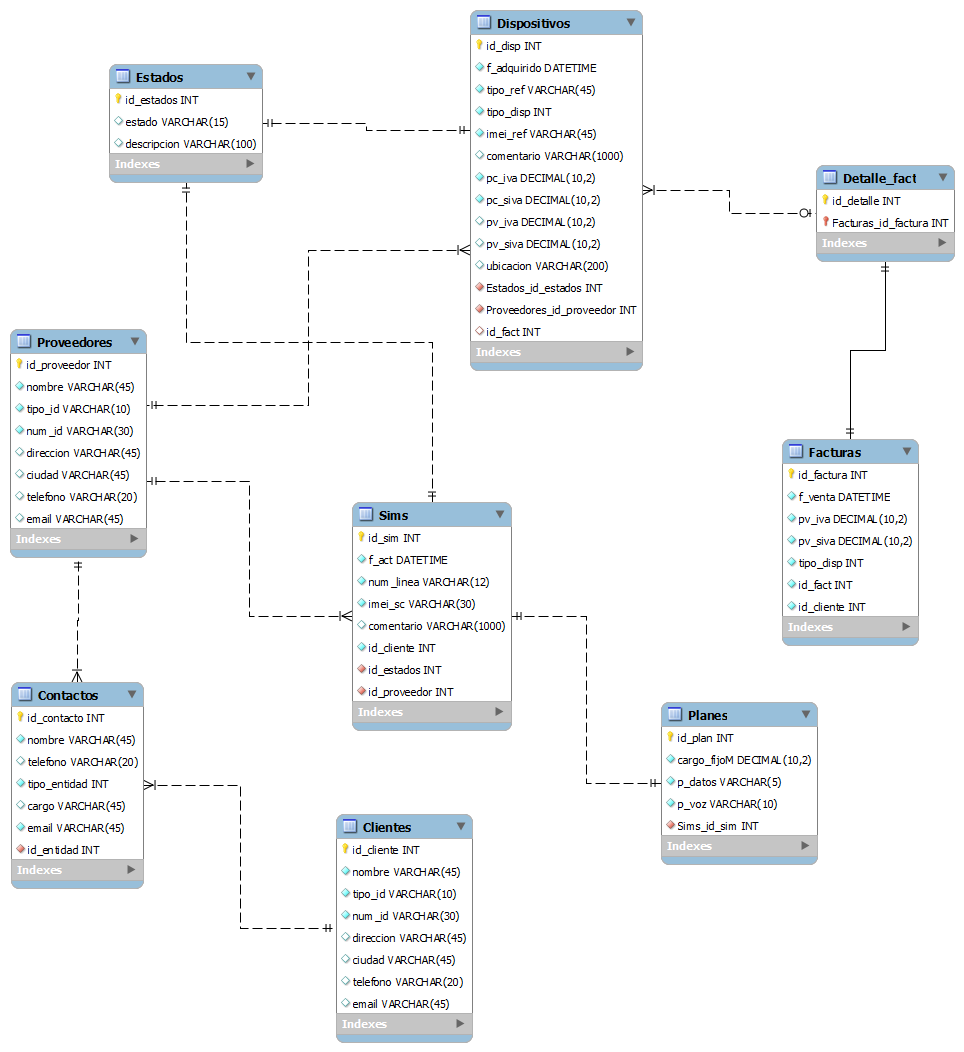 Dispositivos
id_disp INT
f_adquirido DATETIME
tipo_ref VARCHAR(45)
tipo_disp INT
imei_ref VARCHAR(45)
comentario VARCHAR(1000)
pc_iva DECIMAL(10,2)
pc_siva DECIMAL(10,2)
pv_iva DECIMAL(10,2)
pv_siva DECIMAL(10,2)
ubicacion VARCHAR(200)
Estados_id_estados INT
Proveedores_id_proveedor INT
id_fact INT
Indexes
Estados
id_estados INT
estado VARCHAR(15)
descripcion VARCHAR(100)
Indexes
Detalle_fact
id_detalle INT
Facturas_id_factura INT
Indexes
Proveedores
id_proveedor INT
nombre VARCHAR(45)
tipo_id VARCHAR(10)
num_id VARCHAR(30)
direccion VARCHAR(45)
ciudad VARCHAR(45)
telefono VARCHAR(20)
email VARCHAR(45)
Indexes
Facturas
id_factura INT
f_venta DATETIME
pv_iva DECIMAL(10,2)
pv_siva DECIMAL(10,2)
tipo_disp INT
id_fact INT
id_cliente INT
Indexes
Sims
id_sim INT
f_act DATETIME
num_linea VARCHAR(12)
imei_sc VARCHAR(30)
comentario VARCHAR(1000)
id_cliente INT
id_estados INT
id_proveedor INT
Indexes
Contactos
id_contacto INT
nombre VARCHAR(45)
telefono VARCHAR(20)
tipo_entidad INT
cargo VARCHAR(45)
email VARCHAR(45)
id_entidad INT
Indexes
Planes
id_plan INT
cargo_fijoM DECIMAL(10,2)
p_datos VARCHAR(5)
p_voz VARCHAR(10)
Sims_id_sim INT
Indexes
Clientes
id_cliente INT
nombre VARCHAR(45)
tipo_id VARCHAR(10)
num_id VARCHAR(30)
direccion VARCHAR(45)
ciudad VARCHAR(45)
telefono VARCHAR(20)
email VARCHAR(45)
Indexes